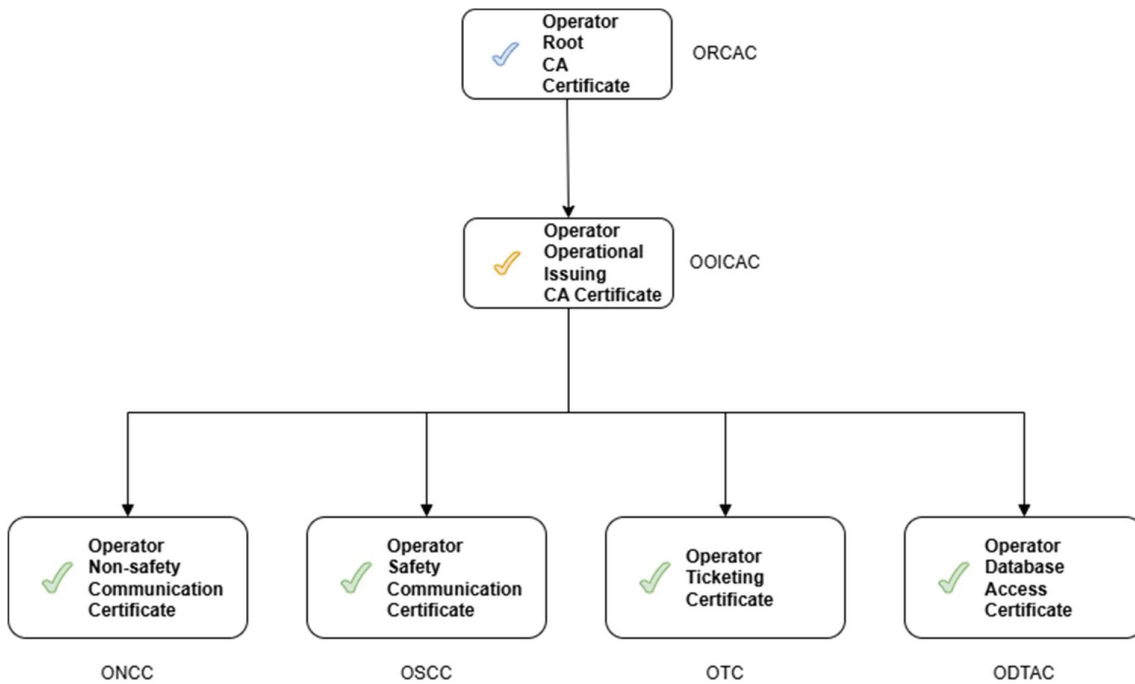 Operator
Root
CA
Certificate
ORCAC
Operator
Operational
Issuing
CA Certificate
OOICAC
Operator
Non-safety
Communication
Certificate
Operator
Safety
Communication
Certificate
Operator
Ticketing
Certificate
Operator
Database
Access
Certificate
ONCC
OSCC
OTC
ODTAC